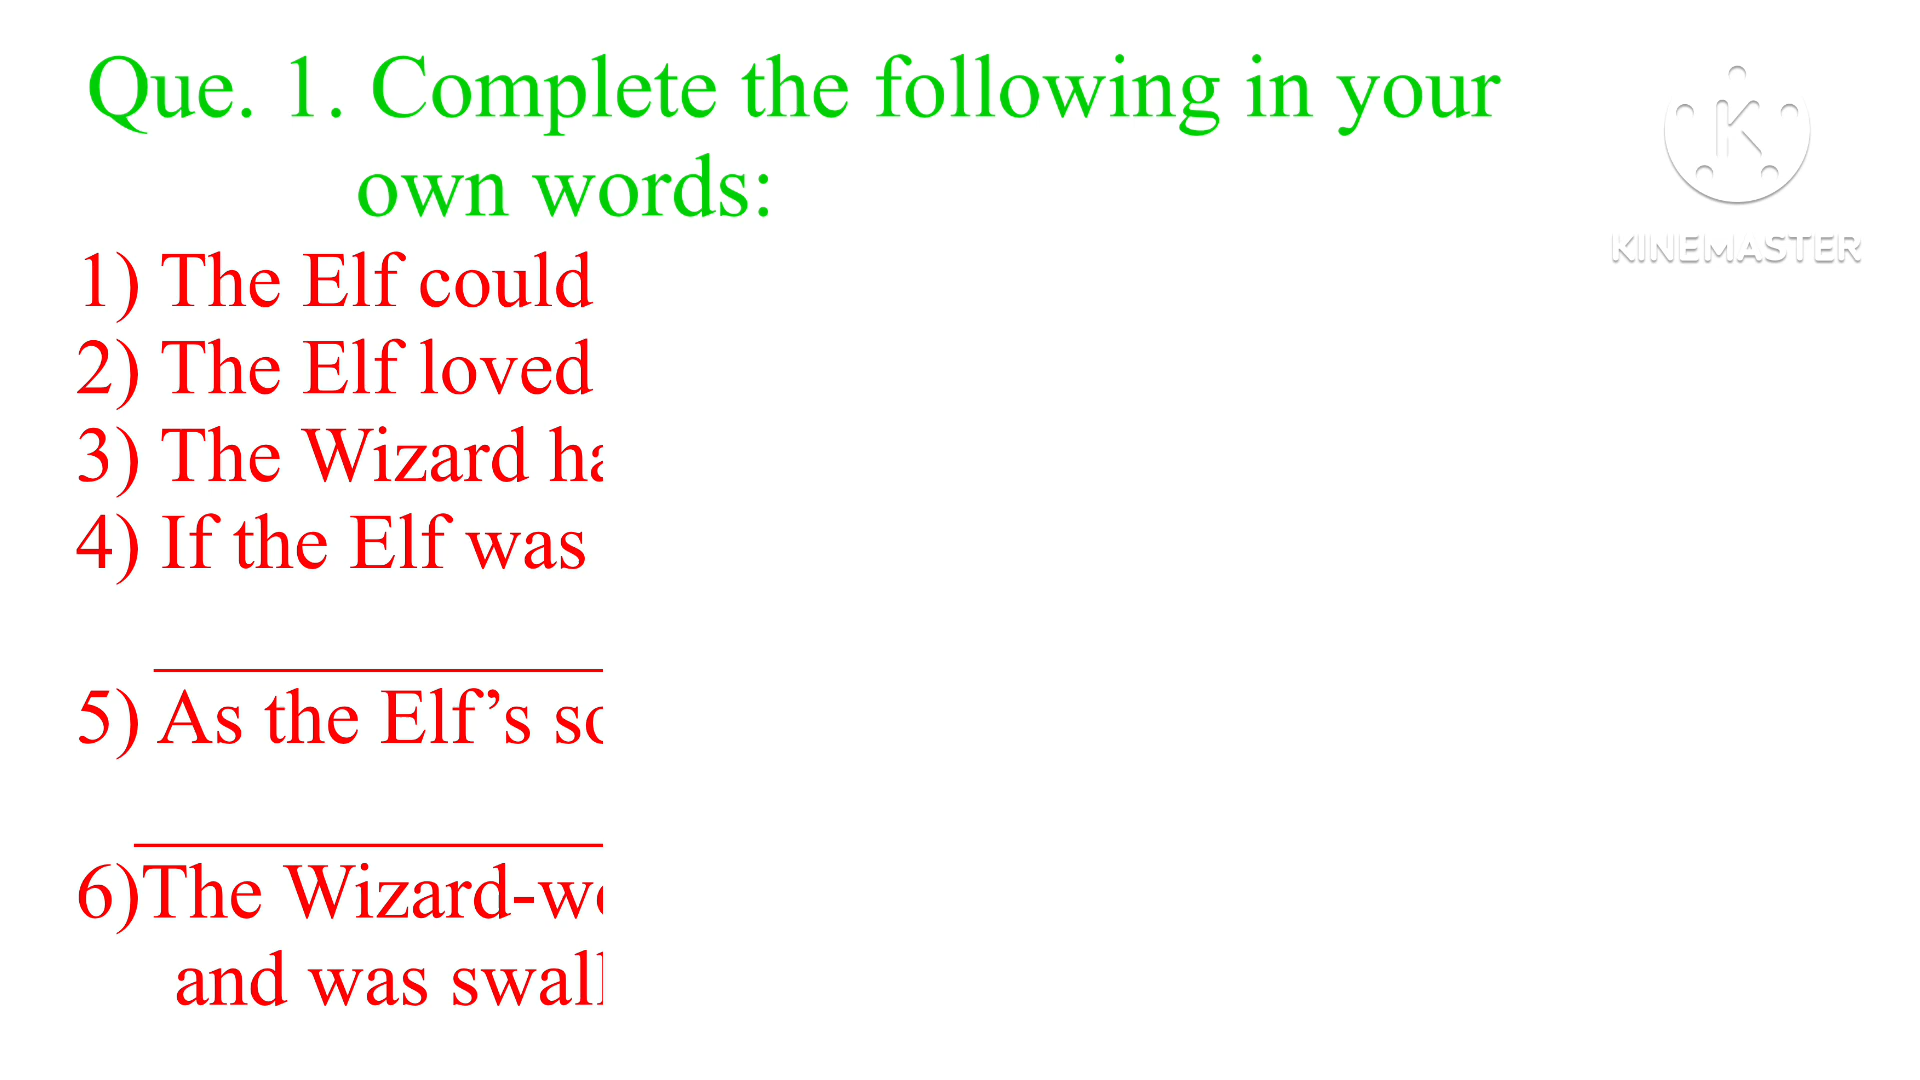 Que. 1. Complete the following in your
own words:
KINEMASTER
1) The Elf could
2) The Elf loved
3) The Wizard
4) If the Elf was
5) As the Elf’s
6)The
and was